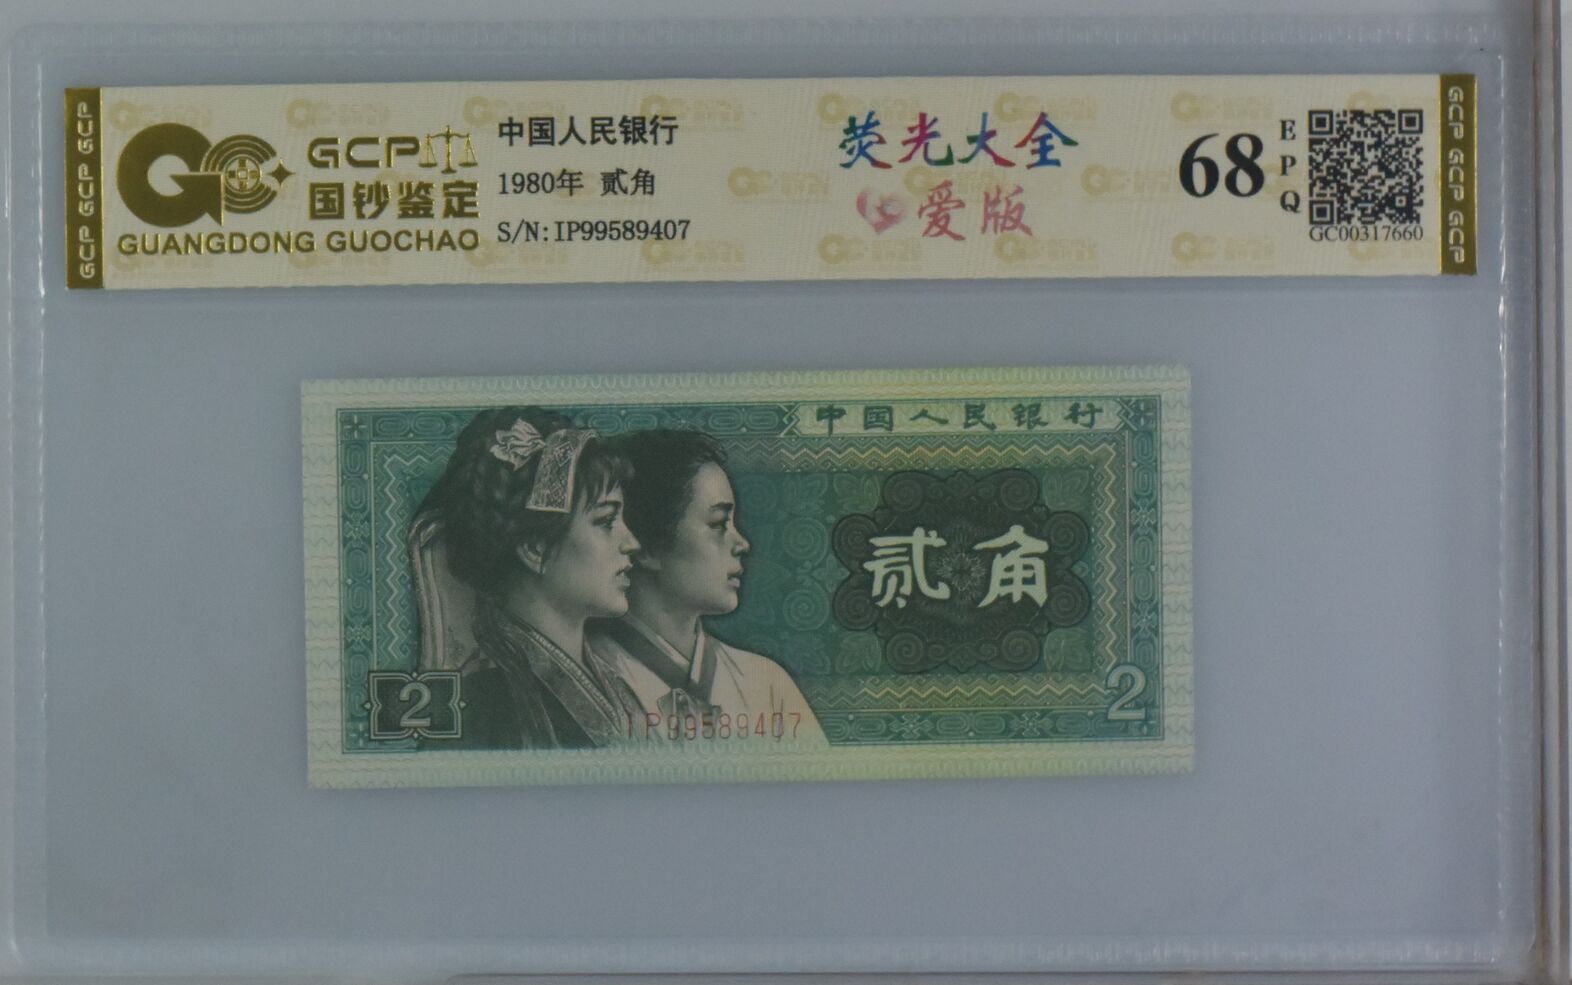 GCP GCP GCP
GCP
国钞鉴定
GUANGDONG GUOCHAO
中国人民银行
1980年 贰角
S/N:IP99589407
荧光大全
爱版
68
EPQ
GC00317660
GCP GCP GCP
中国人民银行
贰角
2
IP99589407
2